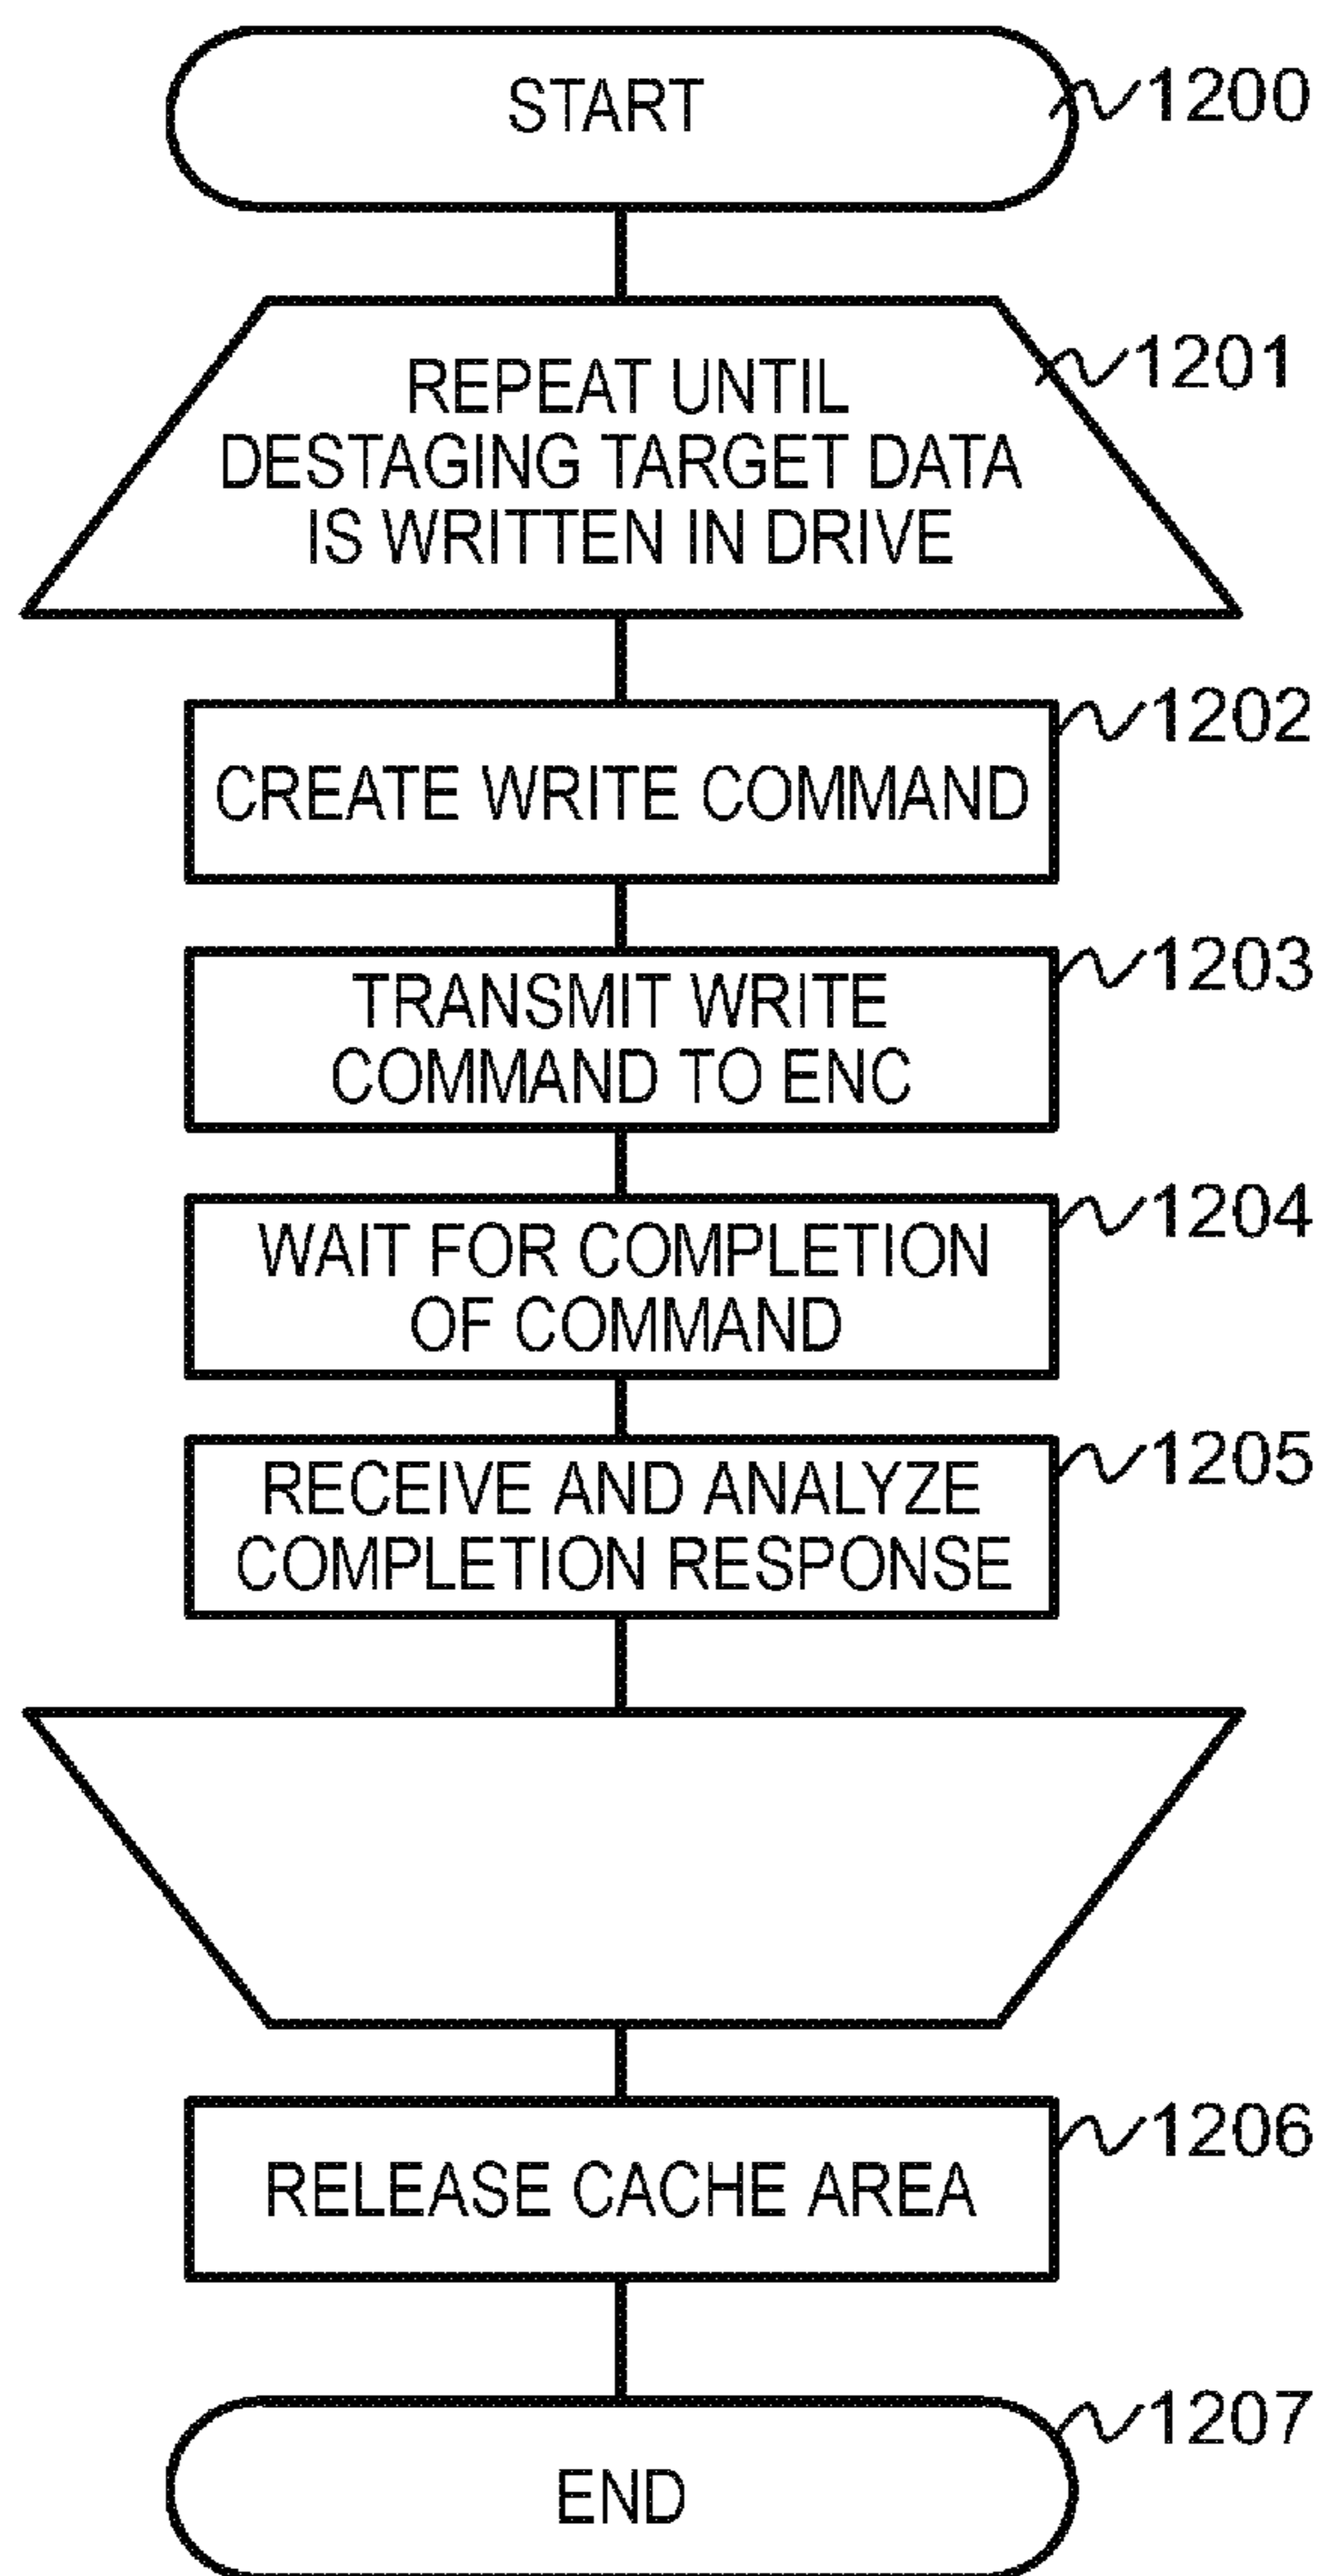 START
1200
REPEAT UNTIL
1201
DESTAGING TARGET DATA
IS WRITTEN IN DRIVE
1202
CREATE WRITE COMMAND
1203
TRANSMIT WRITE
COMMAND TO ENC
1204
WAIT FOR COMPLETION
OF COMMAND
1205
RECEIVE AND ANALYZE
COMPLETION RESPONSE
1206
RELEASE CACHE AREA
1207
END